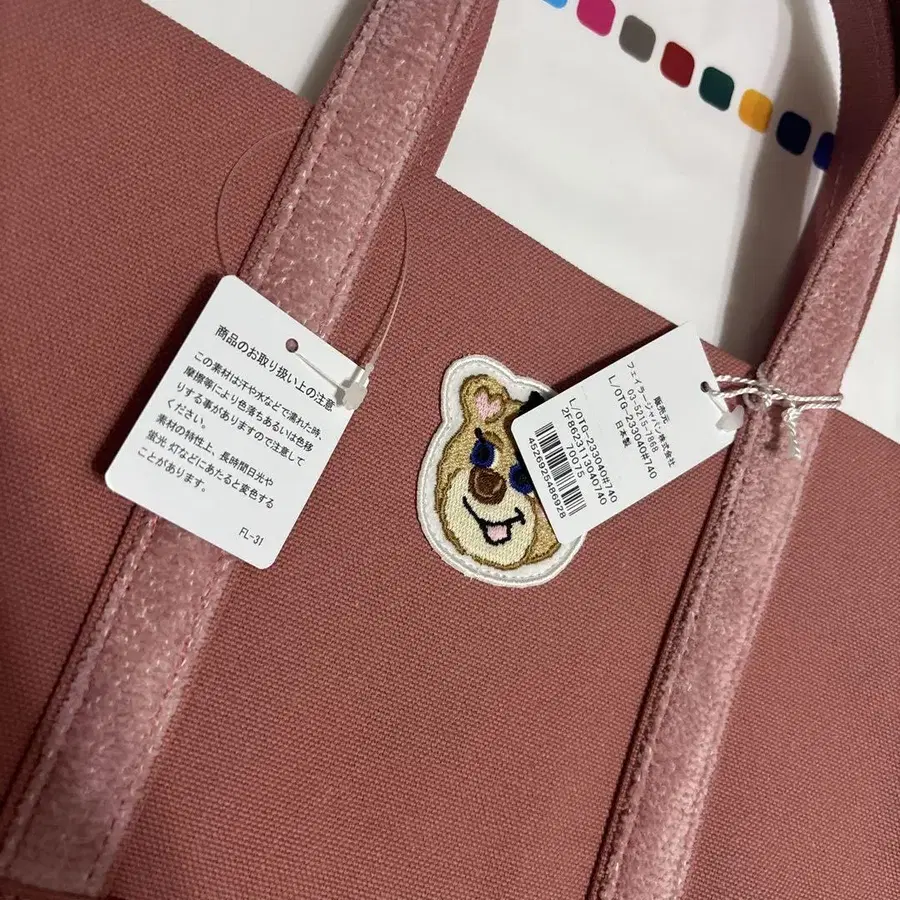 商品のお取り扱い上の注意
この素材は汗や水などで濡れた時、
摩擦等により色落ちあるいは色移
りする事がありますので注意して
ください。
素材の特性上、長時間日光や
蛍光灯などにあたると変色する
ことがあります。
FL-31
販売元
フェイラージャパン株式会社
03-5215-7868
L/OTG-233040#740
日本製
L/OTG-233040#740
2F8623113040740
70075
4526925486928